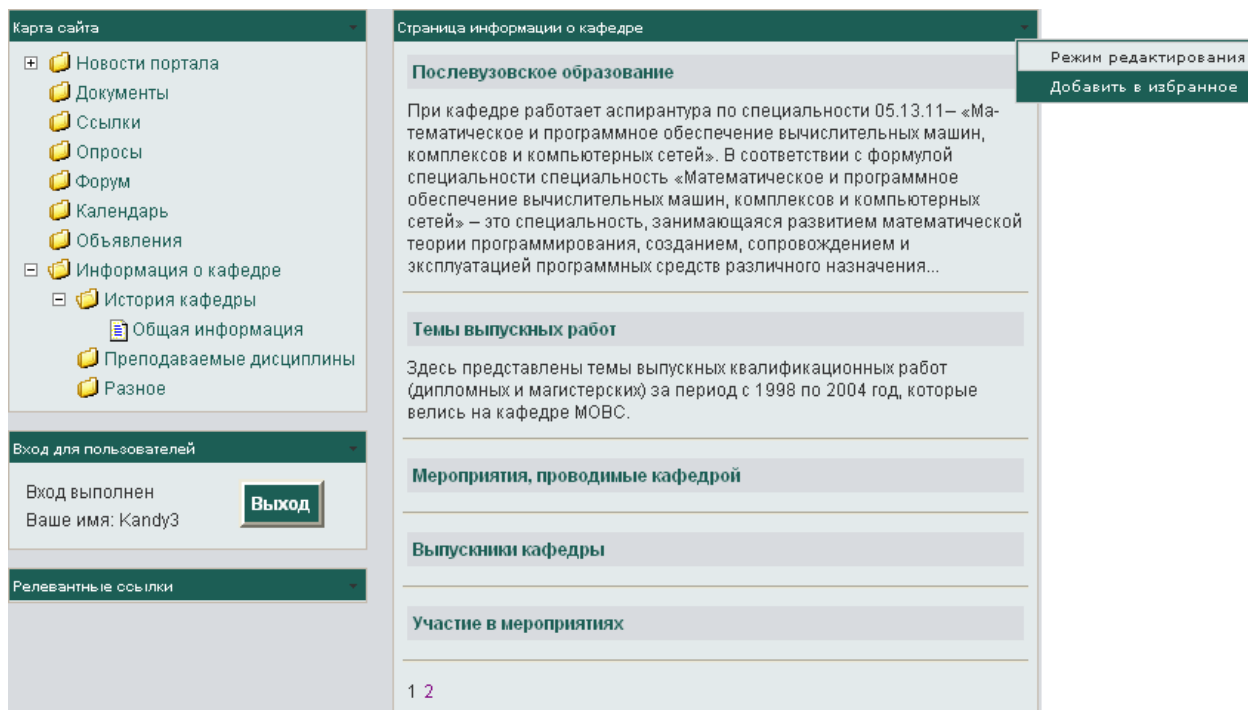 Карта сайта
Новости портала
Документы
Ссылки
Опросы
Форум
Календарь
Объявления
Информация о кафедре
История кафедры
Общая информация
Преподаваемые дисциплины
Разное
Вход для пользователей
Вход выполнен
Ваше имя: Kandy3
Выход
Релевантные ссылки
Страница информации о кафедре
Режим редактирования
Добавить в избранное
Послевузовское образование
При кафедре работает аспирантура по специальности 05.13.11– «Ма-
тематическое и программное обеспечение вычислительных машин,
комплексов и компьютерных сетей». В соответствии с формулой
специальности специальность «Математическое и программное
обеспечение вычислительных машин, комплексов и компьютерных
сетей» – это специальность, занимающаяся развитием математической
теории программирования, созданием, сопровождением и
эксплуатацией программных средств различного назначения...
Темы выпускных работ
Здесь представлены темы выпускных квалификационных работ
(дипломных и магистерских) за период с 1998 по 2004 год, которые
велись на кафедре МОВС.
Мероприятия, проводимые кафедрой
Выпускники кафедры
Участие в мероприятиях
1 2